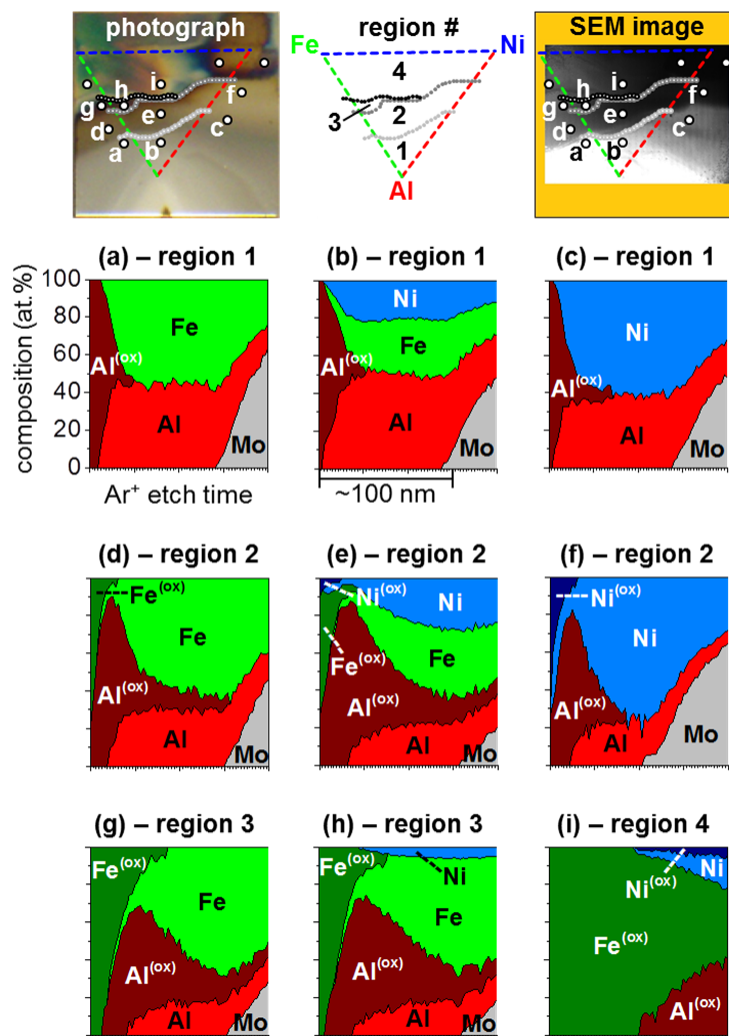 photograph
region #
SEM image
Fe
Ni
4
3
2
1
Al
h
i
g
f
e
d
c
a
b
h
i
g
f
e
d
c
a
b
(a) – region 1
(b) – region 1
(c) – region 1
composition (at.%)
100
80
60
40
20
0
Fe
Al(ox)
Al
Mo
Ni
Fe
Al(ox)
Al
Mo
Ni
Al(ox)
Al
Mo
Ar+ etch time
~100 nm
(d) – region 2
(e) – region 2
(f) – region 2
Fe(ox)
Fe
Al(ox)
Al
Mo
Ni(ox)
Ni
Fe(ox)
Fe
Al(ox)
Al
Mo
Ni(ox)
Ni
Al(ox)
Al
Mo
(g) – region 3
(h) – region 3
(i) – region 4
Fe(ox)
Fe
Al(ox)
Al
Mo
Fe(ox)
Ni
Fe
Al(ox)
Al
Mo
Ni
Ni(ox)
Fe(ox)
Al(ox)